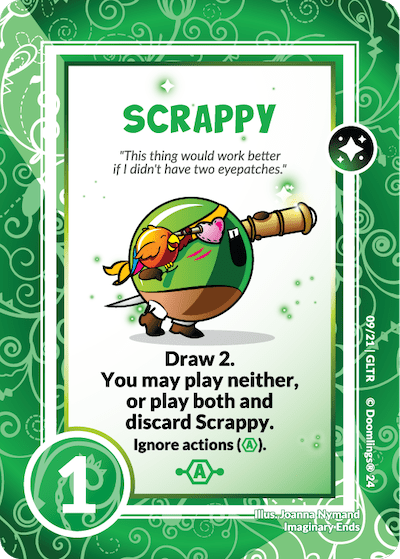 SCRAPPY
"This thing would work better
if I didn't have two eyepatches."
Draw 2.
You may play neither,
or play both and
discard Scrappy.
Ignore actions (A).
A
1
09/21 | GLTR © Doomlings® 24
Illus. Joanna Nymand
Imaginary Ends